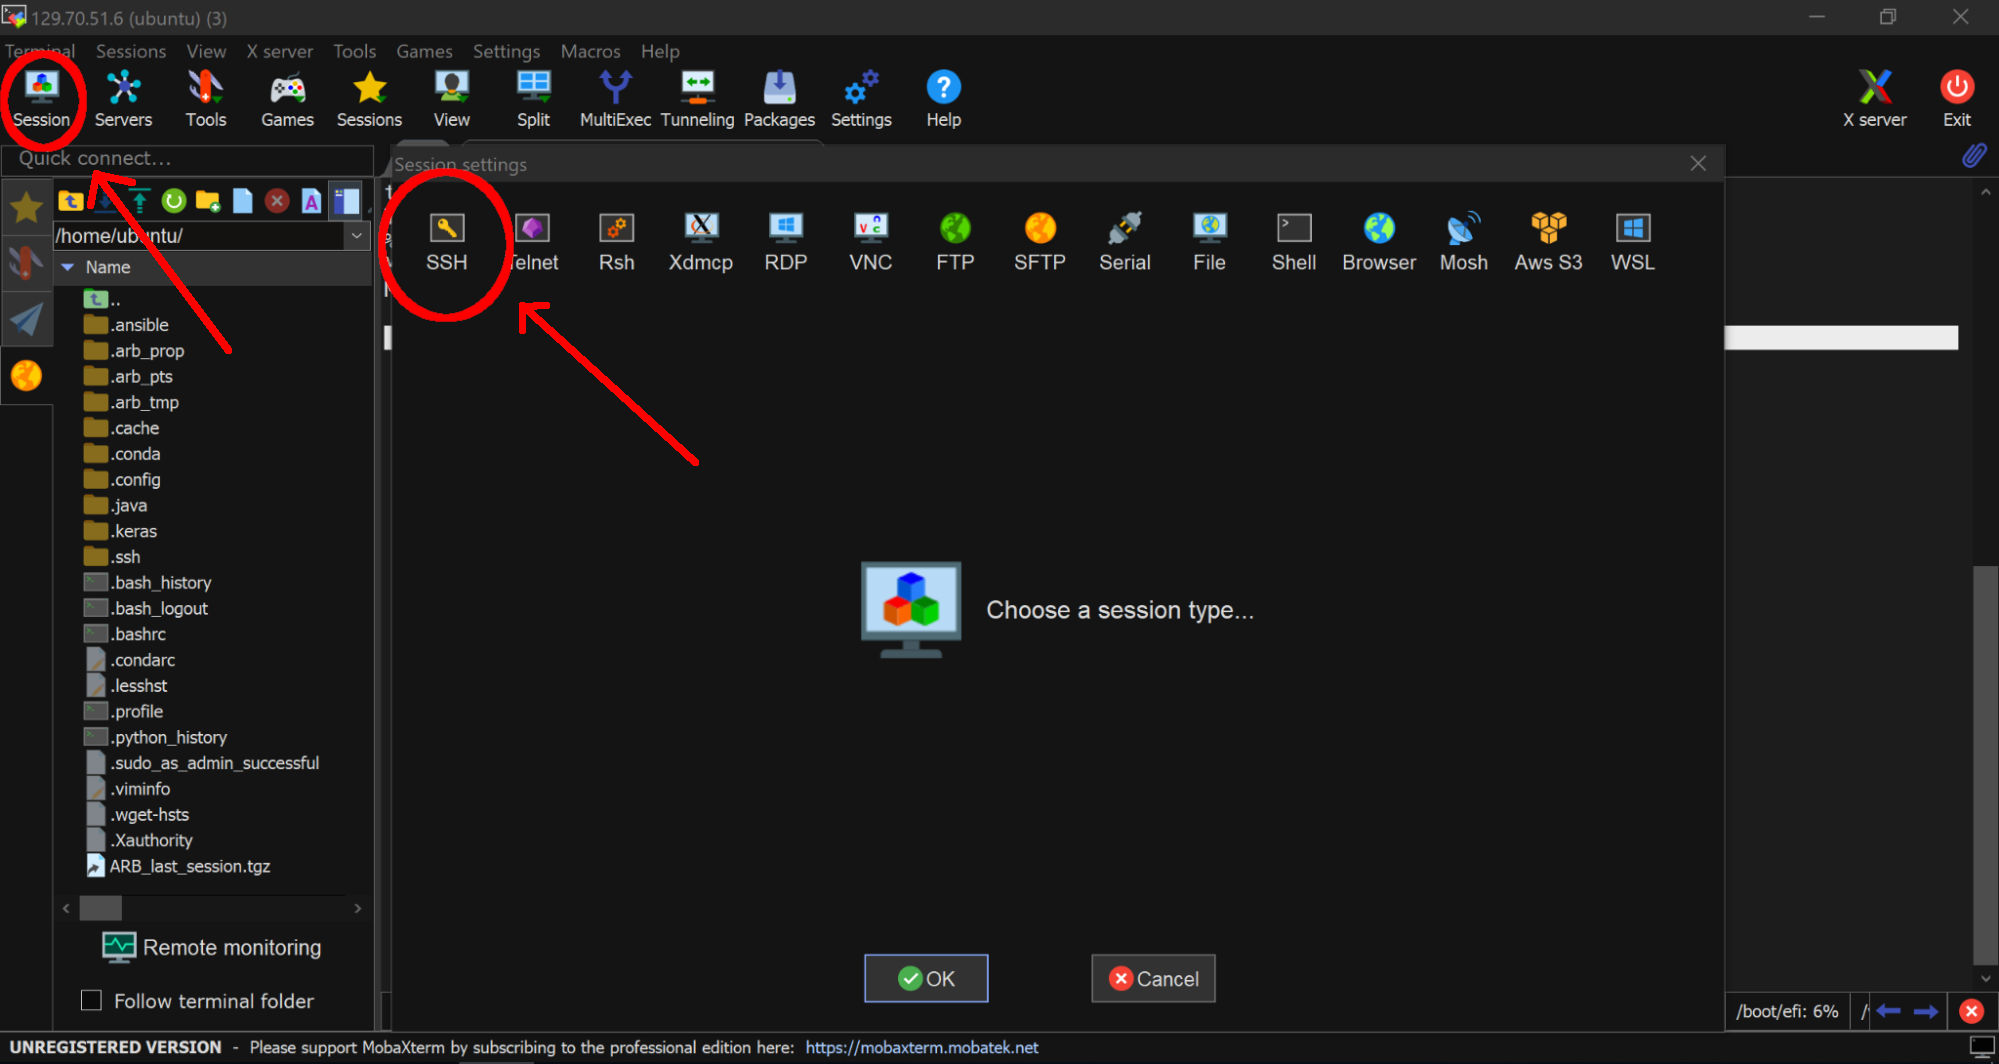 129.70.51.6 (ubuntu) (3)
Terminal Sessions View X server Tools Games Settings Macros Help
Session Servers Tools Games Sessions View Split MultiExec Tunneling Packages Settings Help X server Exit
Quick connect...
/home/ubuntu/
Name
..
.ansible
.arb_prop
.arb_pts
.arb_tmp
.cache
.conda
.config
.java
.keras
.ssh
.bash_history
.bash_logout
.bashrc
.condarc
.lesshst
.profile
.python_history
.sudo_as_admin_successful
.viminfo
.wget-hsts
.Xauthority
ARB_last_session.tgz
Remote monitoring
Follow terminal folder
Session settings
SSH Telnet Rsh Xdmcp RDP VNC FTP SFTP Serial File Shell Browser Mosh Aws S3 WSL
Choose a session type...
OK Cancel
/boot/efi: 6%
UNREGISTERED VERSION - Please support MobaXterm by subscribing to the professional edition here: https://mobaxterm.mobatek.net